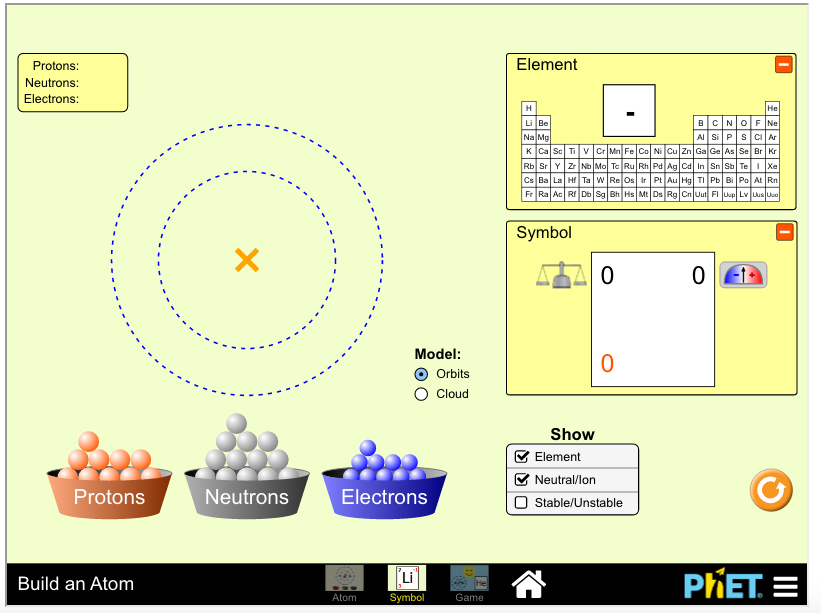 Protons:
Neutrons:
Electrons:
Element
-
H He
Li Be B C N O F Ne
Na Mg Al Si P S Cl Ar
K Ca Sc Ti V Cr Mn Fe Co Ni Cu Zn Ga Ge As Se Br Kr
Rb Sr Y Zr Nb Mo Tc Ru Rh Pd Ag Cd In Sn Sb Te I Xe
Cs Ba La Hf Ta W Re Os Ir Pt Au Hg Tl Pb Bi Po At Rn
Fr Ra Ac Rf Db Sg Bh Hs Mt Ds Rg Cn Uut Fl Uup Lv Uus Uuo
Symbol
0 0
- +
0
Model:
Orbits
Cloud
Protons
Neutrons
Electrons
Show
Element
Neutral/Ion
Stable/Unstable
Build an Atom
Atom
Li
Symbol
He
Game
PhET